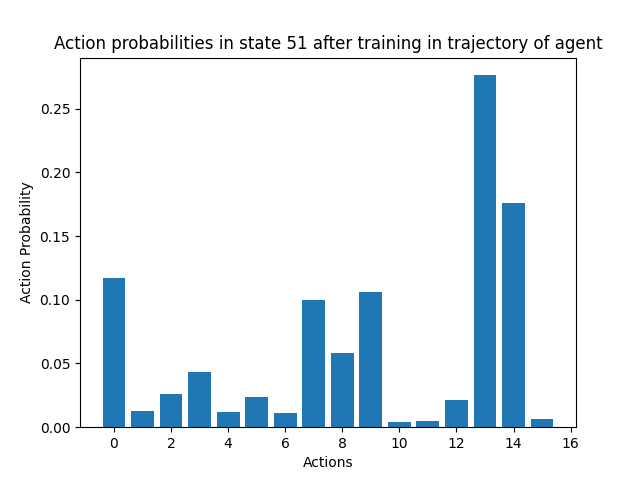 Action probabilities in state 51 after training in trajectory of agent
0.25
0.20
0.15
0.10
0.05
0.00
Action Probability
0 2 4 6 8 10 12 14 16
Actions